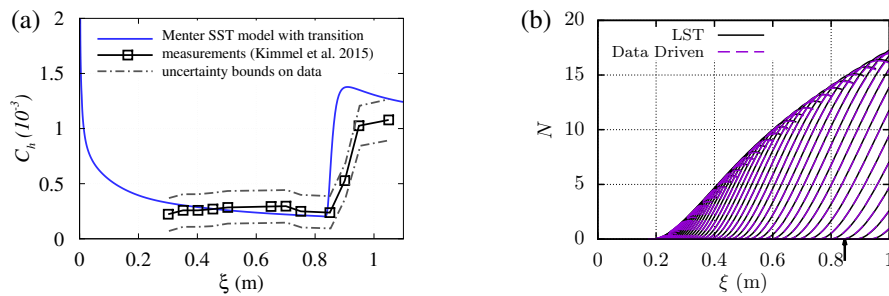 (a)
Menter SST model with transition
measurements (Kimmel et al. 2015)
uncertainty bounds on data
2
1.5
1
0.5
0
C_h (10^-3)
0 0.2 0.4 0.6 0.8 1
ξ (m)
(b)
LST
Data Driven
20
15
10
5
0
N
0 0.2 0.4 0.6 0.8 1
ξ (m)